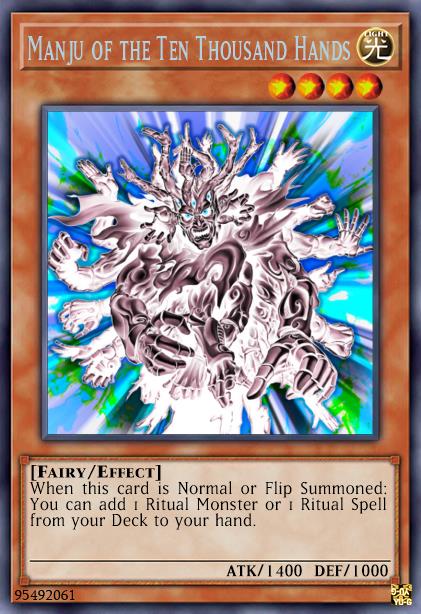 MANJU OF THE TEN THOUSAND HANDS
LIGHT
光
[FAIRY/EFFECT]
When this card is Normal or Flip Summoned:
You can add 1 Ritual Monster or 1 Ritual Spell
from your Deck to your hand.
ATK/1400 DEF/1000
95492061